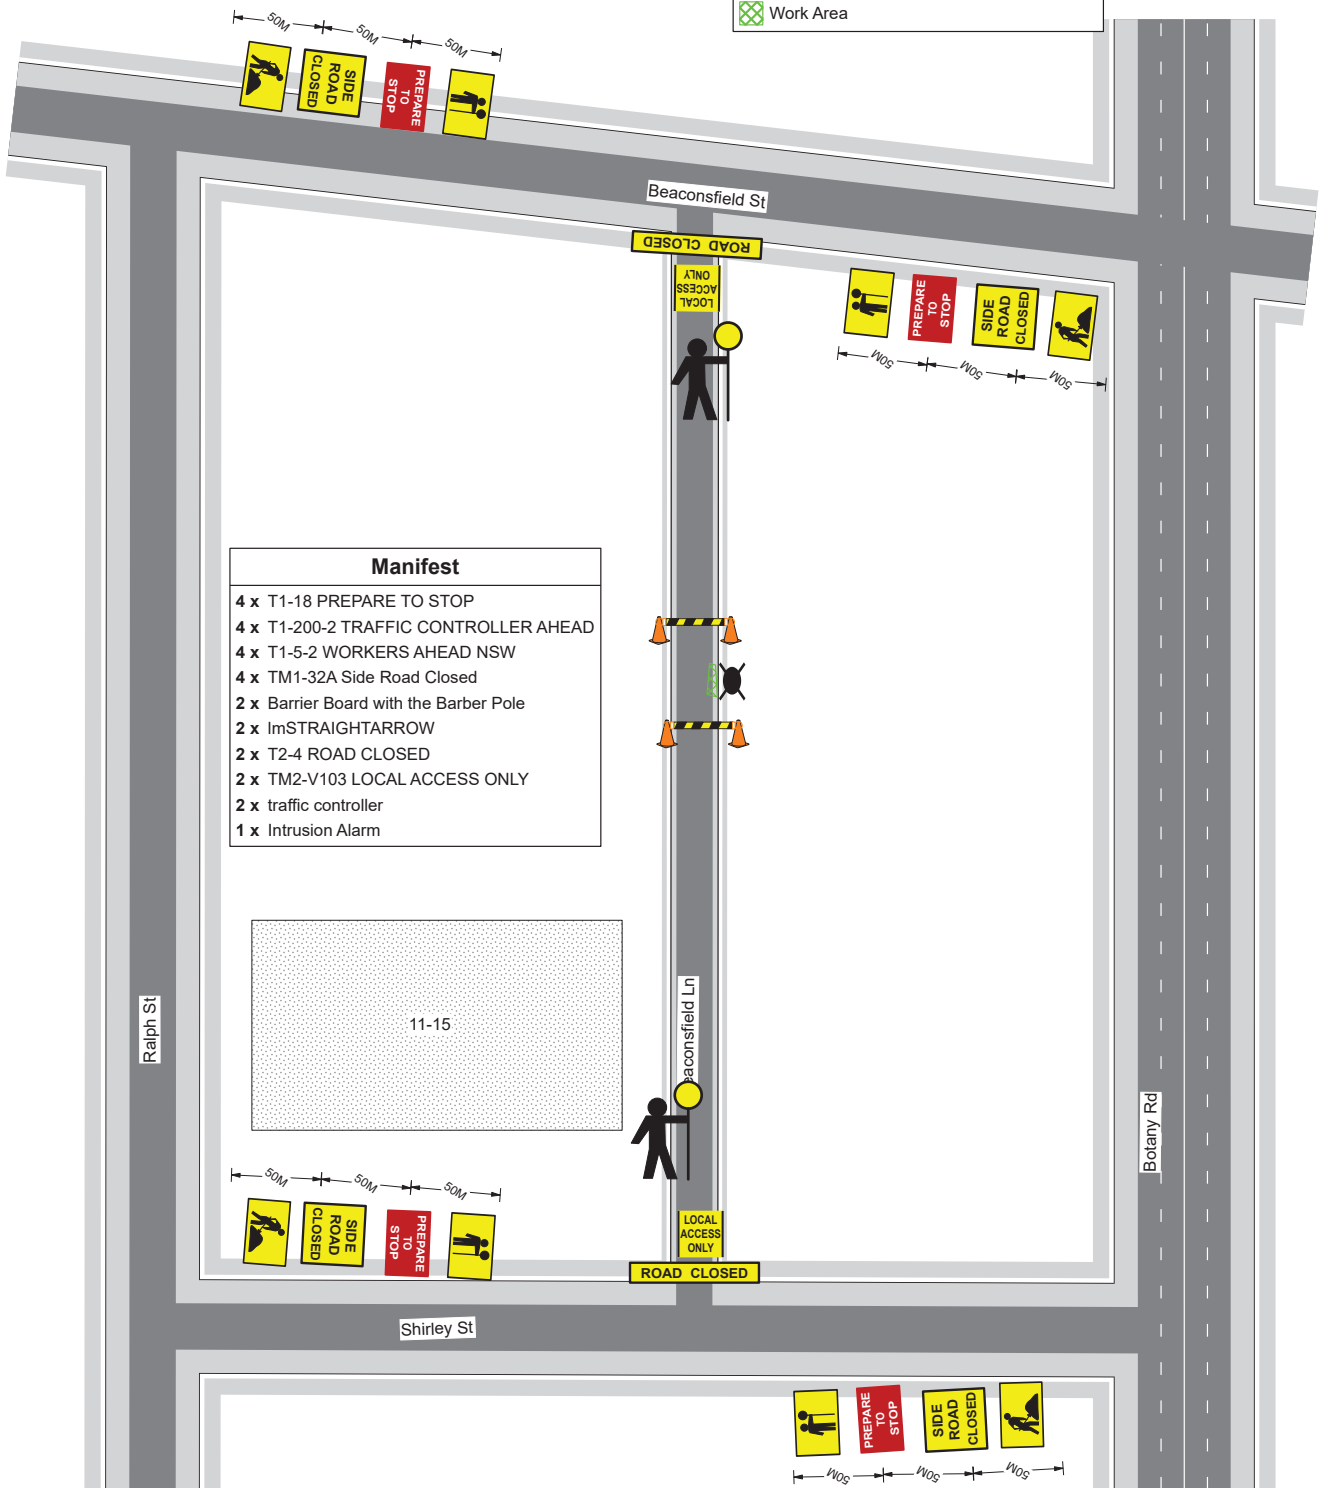 Work Area
50M
50M
50M
SIDE
ROAD
CLOSED
PREPARE
TO
STOP
Beaconsfield St
ROAD CLOSED
LOCAL
ACCESS
ONLY
PREPARE
TO
STOP
SIDE
ROAD
CLOSED
50M
50M
50M
Manifest
4 x T1-18 PREPARE TO STOP
4 x T1-200-2 TRAFFIC CONTROLLER AHEAD
4 x T1-5-2 WORKERS AHEAD NSW
4 x TM1-32A Side Road Closed
2 x Barrier Board with the Barber Pole
2 x lmSTRAIGHTARROW
2 x T2-4 ROAD CLOSED
2 x TM2-V103 LOCAL ACCESS ONLY
2 x traffic controller
1 x Intrusion Alarm
11-15
Ralph St
eaconsfield Ln
Botany Rd
50M
50M
50M
SIDE
ROAD
CLOSED
PREPARE
TO
STOP
LOCAL
ACCESS
ONLY
ROAD CLOSED
Shirley St
PREPARE
TO
STOP
SIDE
ROAD
CLOSED
50M
50M
50M